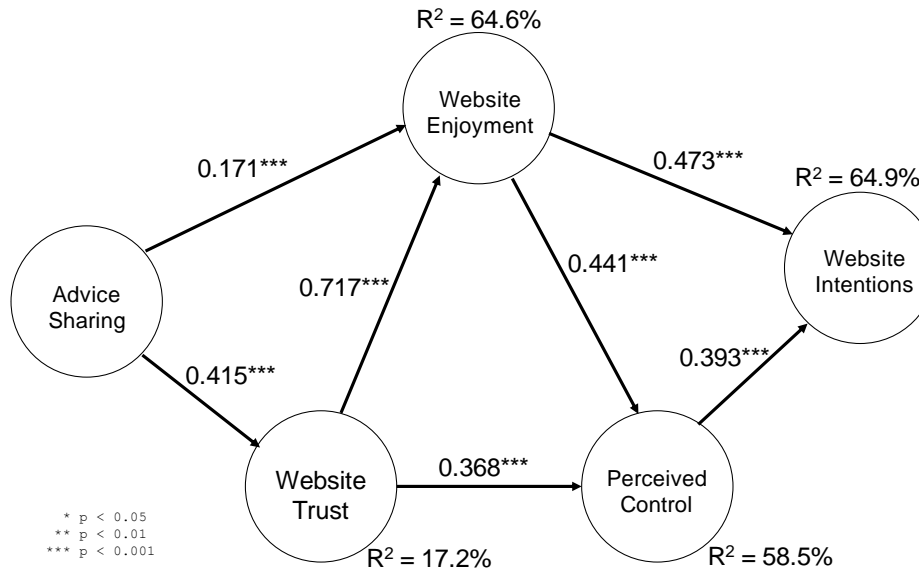 R² = 64.6%
Website
Enjoyment
0.171***
0.473***
R² = 64.9%
Website
Intentions
Advice
Sharing
0.717***
0.441***
0.415***
0.393***
Website
Trust
0.368***
Perceived
Control
* p < 0.05
** p < 0.01
*** p < 0.001
R² = 17.2%
R² = 58.5%